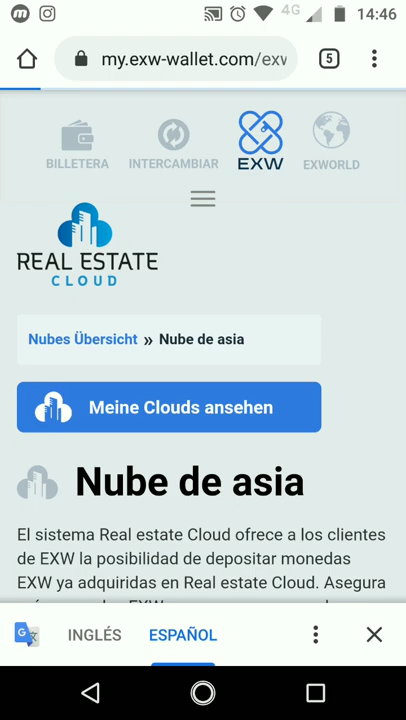 4G 14:46
my.exw-wallet.com/exw
5
BILLETERA INTERCAMBIAR EXW EXWORLD
REAL ESTATE
CLOUD
Nubes Übersicht » Nube de asia
Meine Clouds ansehen
Nube de asia
El sistema Real estate Cloud ofrece a los clientes
de EXW la posibilidad de depositar monedas
EXW ya adquiridas en Real estate Cloud. Asegura
INGLÉS ESPAÑOL